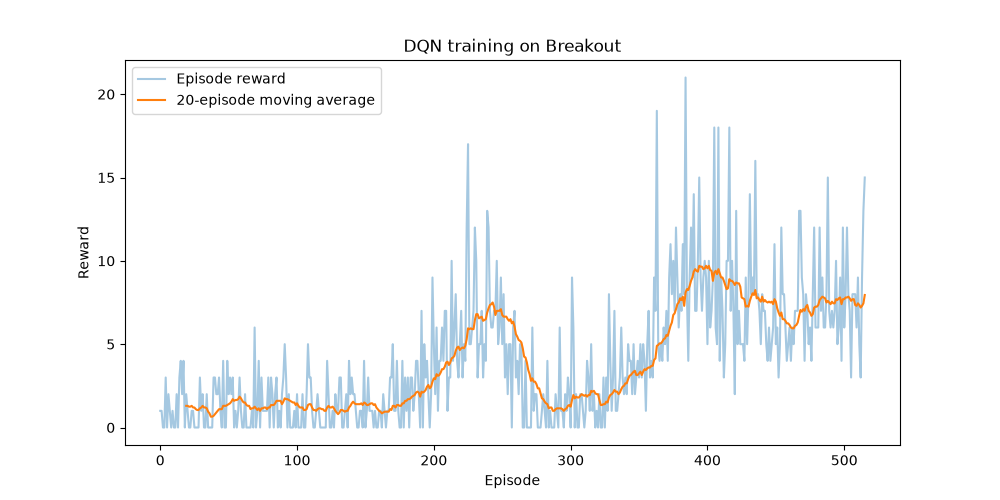 DQN training on Breakout
Episode reward
20-episode moving average
Reward
20
15
10
5
0
0 100 200 300 400 500
Episode